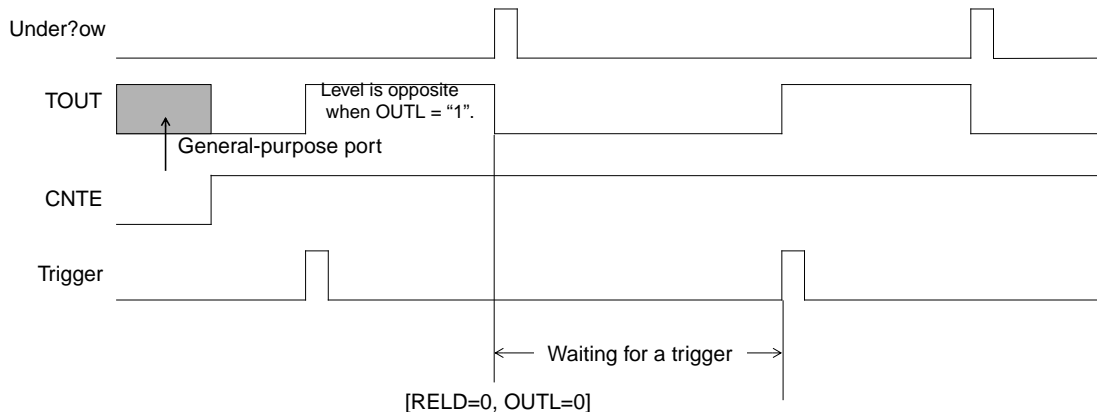 Under?ow
TOUT
Level is opposite
when OUTL = “1”.
General-purpose port
CNTE
Trigger
Waiting for a trigger
[RELD=0, OUTL=0]